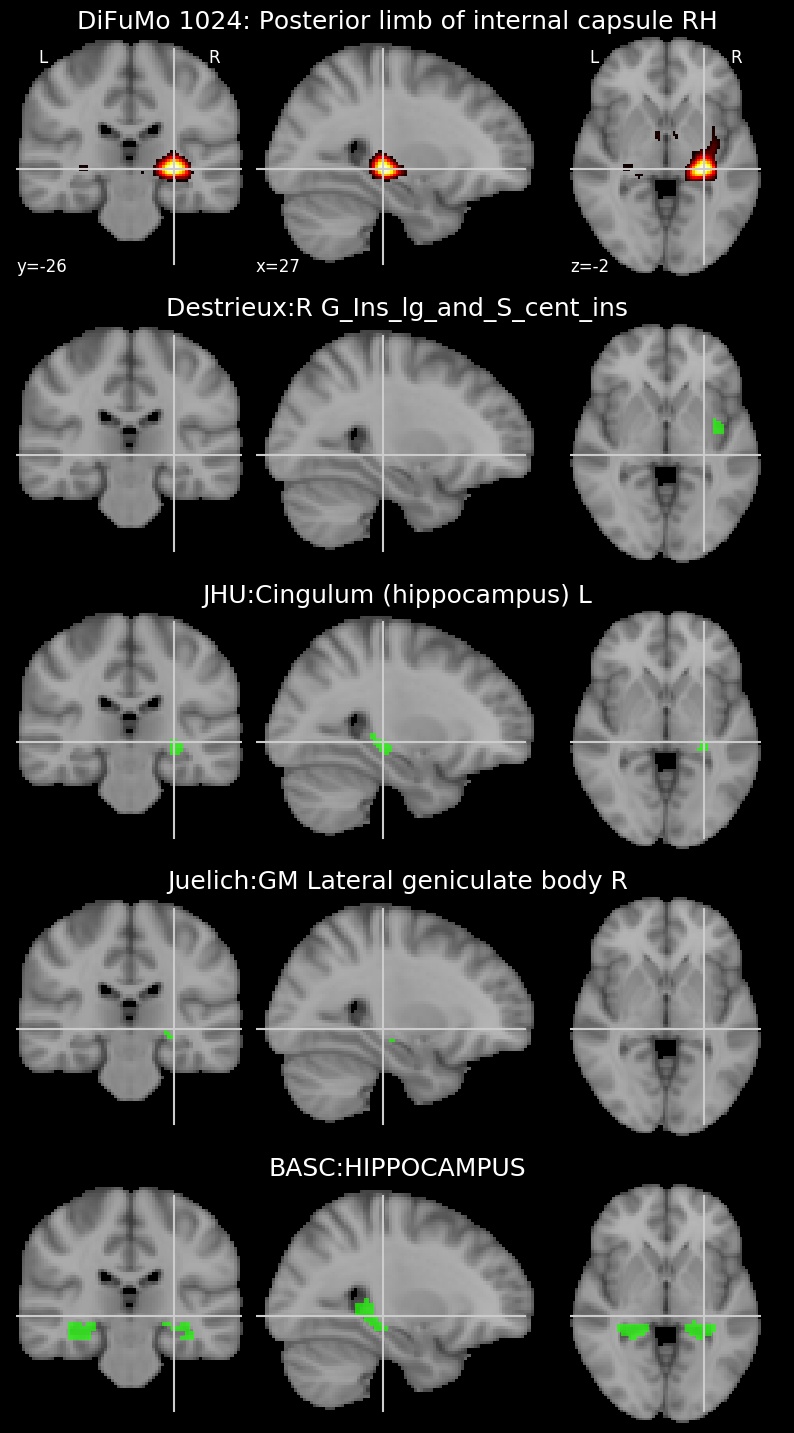 DiFuMo 1024: Posterior limb of internal capsule RH
L R L R
y=-26 x=27 z=-2
Destrieux:R G_Ins_lg_and_S_cent_ins
JHU:Cingulum (hippocampus) L
Juelich:GM Lateral geniculate body R
BASC:HIPPOCAMPUS